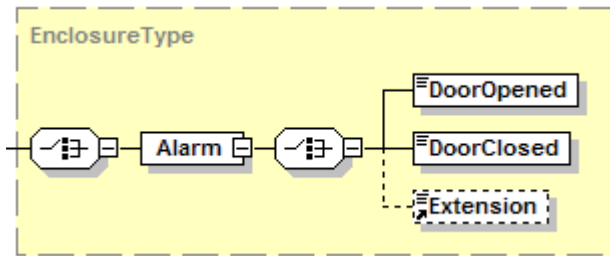 EnclosureType
DoorOpened
Alarm
DoorClosed
Extension